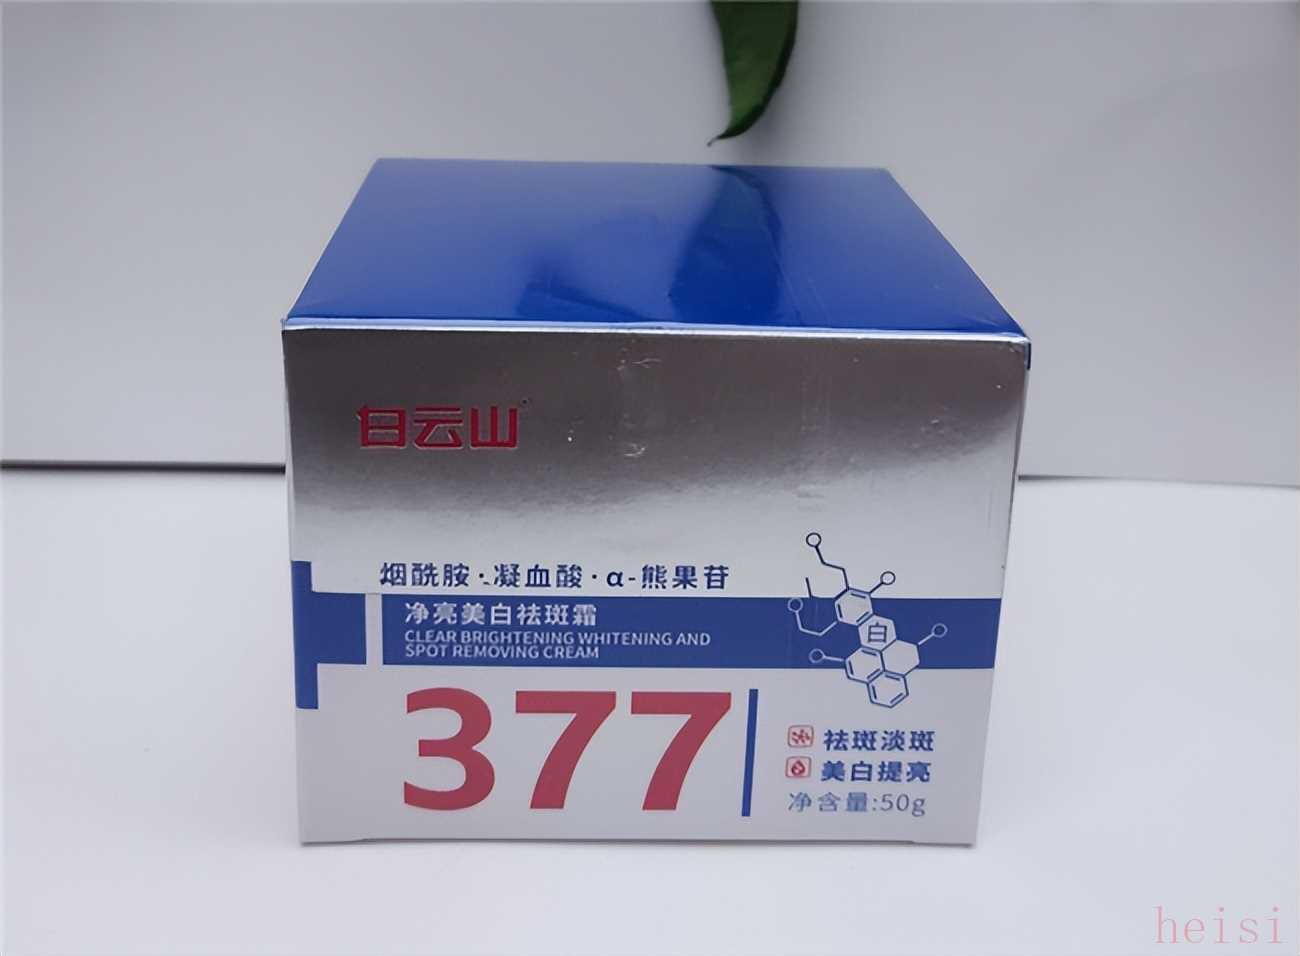 白云山
烟酰胺·凝血酸·α-熊果苷
净亮美白祛斑霜
CLEAR BRIGHTENING WHITENING AND
SPOT REMOVING CREAM
白
377
祛斑淡斑
美白提亮
净含量:50g
heisi